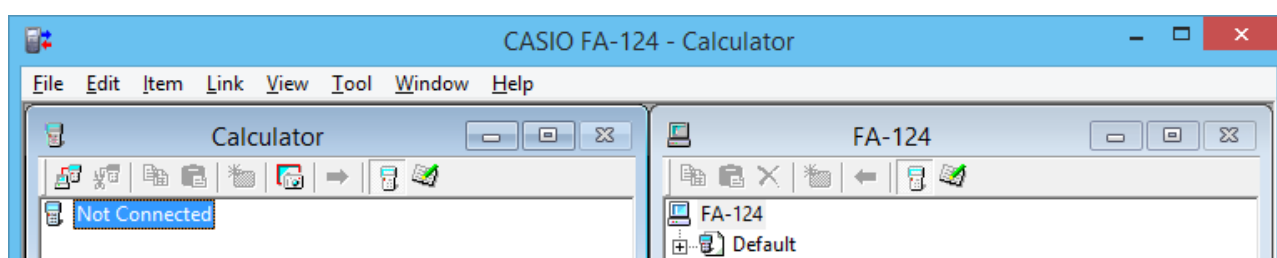 CASIO FA-124 - Calculator
File Edit Item Link View Tool Window Help
Calculator
FA-124
Not Connected
FA-124
Default